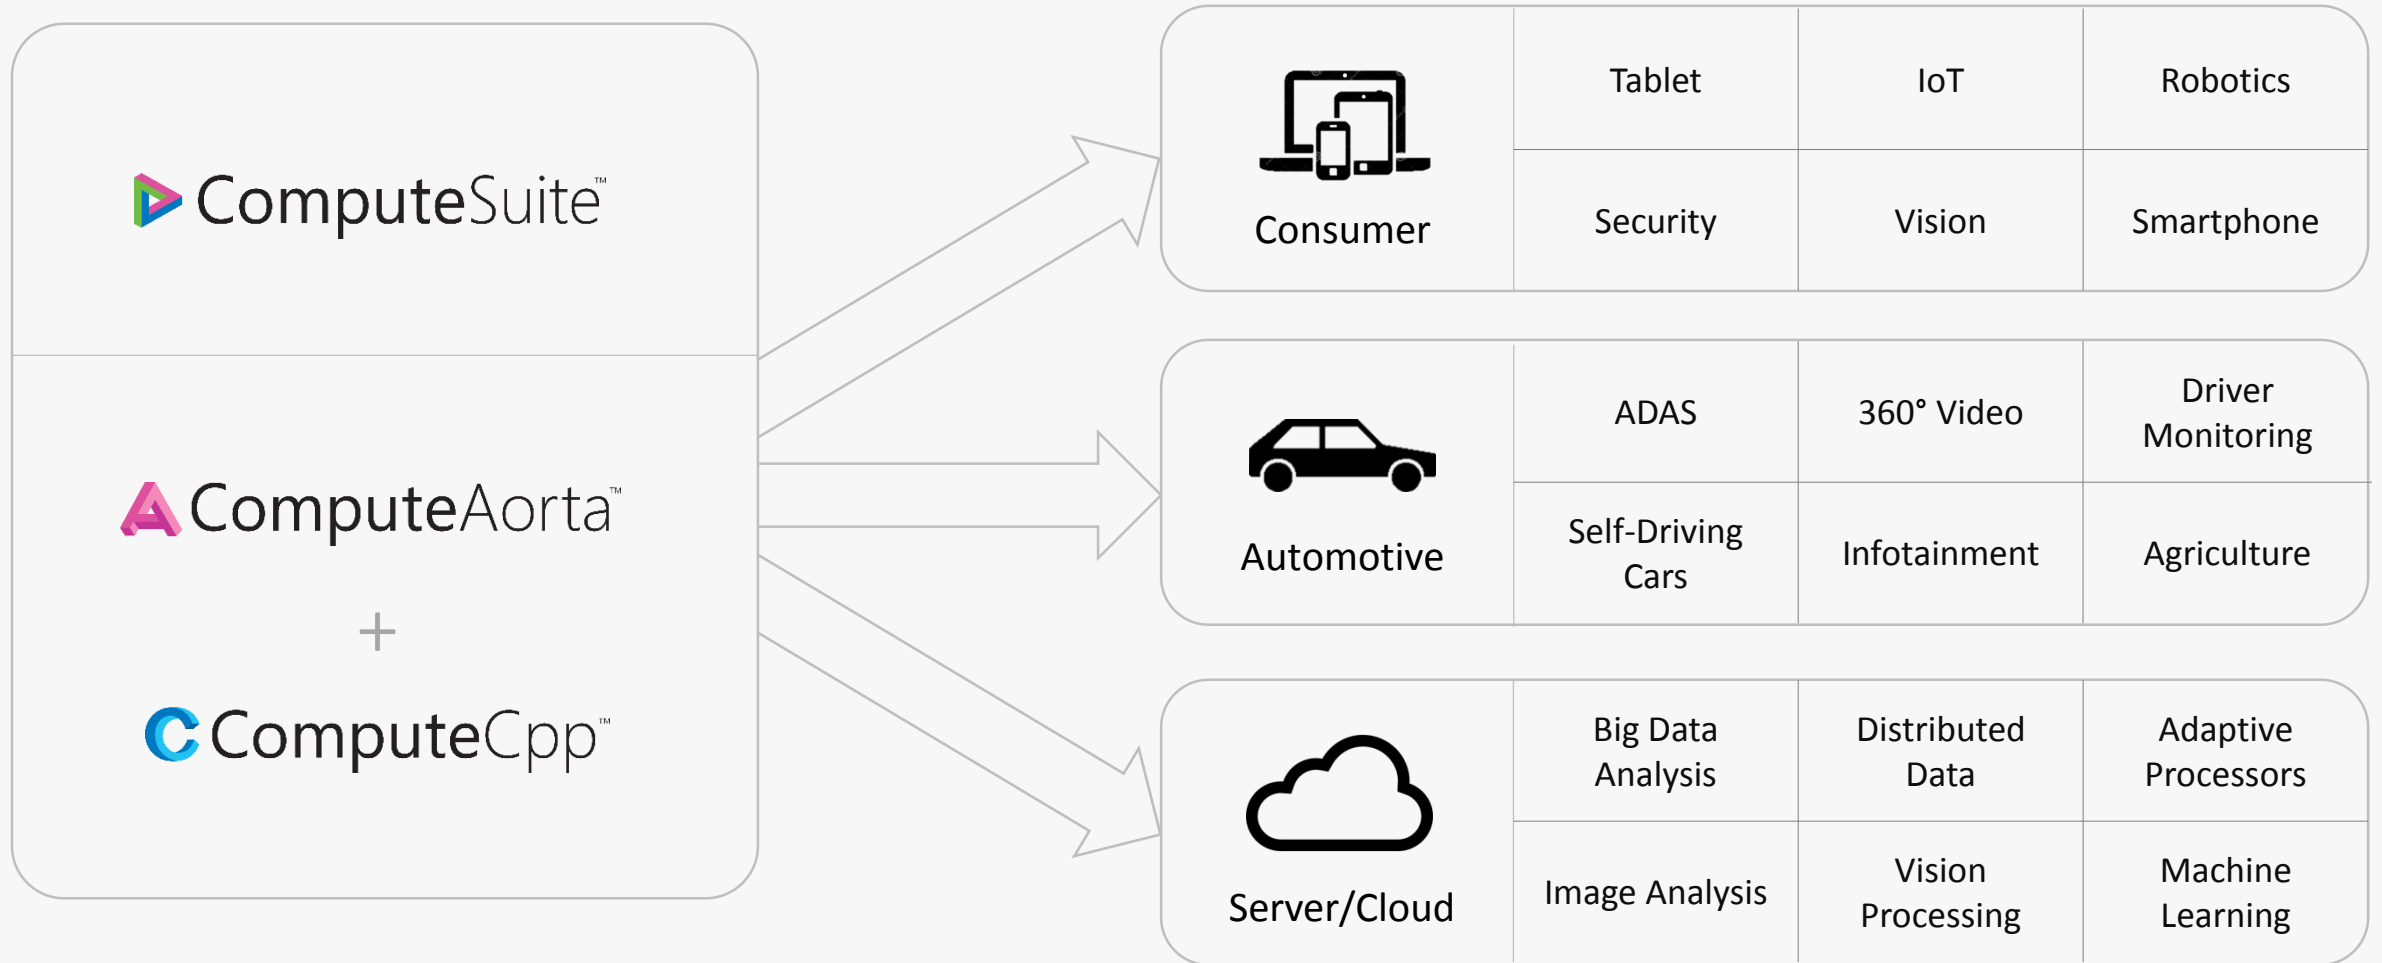 ComputeSuite™
ComputeAorta™
+
ComputeCpp™
Consumer
Tablet
IoT
Robotics
Security
Vision
Smartphone
Automotive
ADAS
360° Video
Driver
Monitoring
Self-Driving
Cars
Infotainment
Agriculture
Server/Cloud
Big Data
Analysis
Distributed
Data
Adaptive
Processors
Image Analysis
Vision
Processing
Machine
Learning